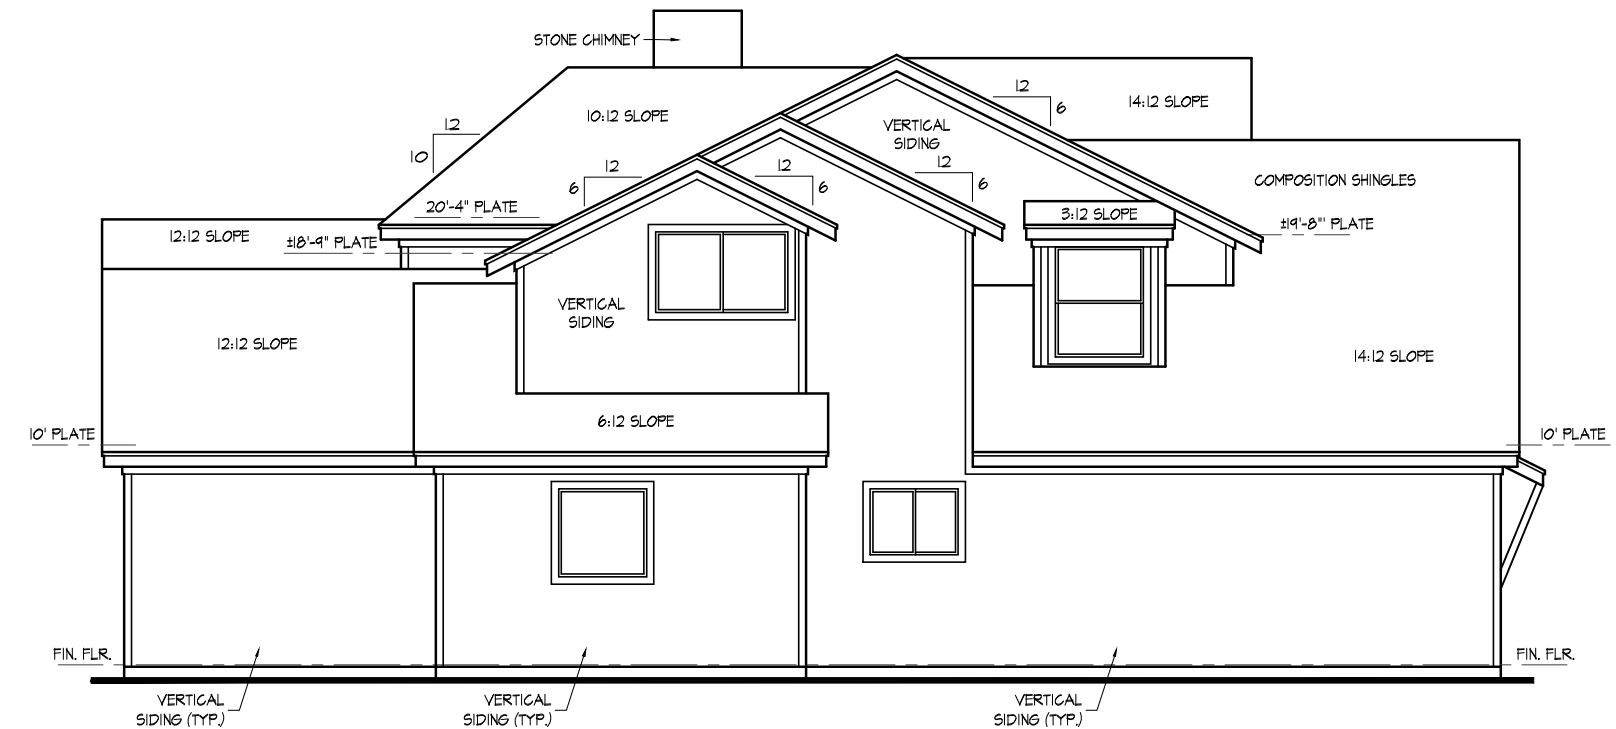 STONE CHIMNEY
12
10
10:12 SLOPE
12
6
14:12 SLOPE
VERTICAL
SIDING
12
6
12
6
12
6
COMPOSITION SHINGLES
20'-4" PLATE
3:12 SLOPE
±19'-8"' PLATE
12:12 SLOPE
±18'-9" PLATE
VERTICAL
SIDING
12:12 SLOPE
14:12 SLOPE
6:12 SLOPE
10' PLATE
10' PLATE
FIN. FLR.
FIN. FLR.
VERTICAL
SIDING (TYP.)
VERTICAL
SIDING (TYP.)
VERTICAL
SIDING (TYP.)